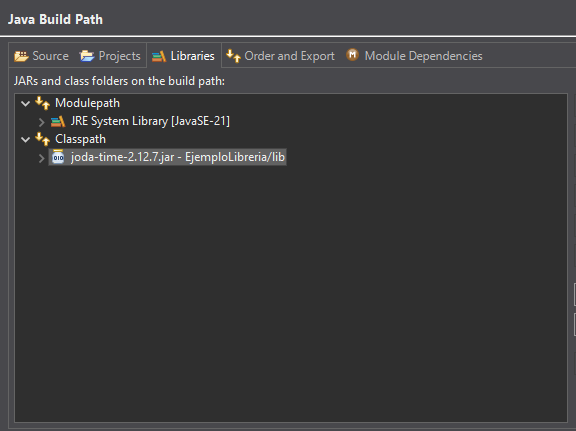 Java Build Path
Source Projects Libraries Order and Export Module Dependencies
JARs and class folders on the build path:
Modulepath
JRE System Library [JavaSE-21]
Classpath
joda-time-2.12.7.jar - EjemploLibreria/lib